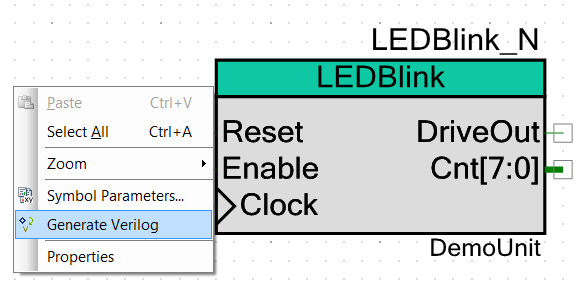 LEDBlink_N
LEDBlink
Paste Ctrl+V
Select All Ctrl+A
Zoom
Symbol Parameters...
Generate Verilog
Properties
Reset DriveOut
Enable Cnt[7:0]
Clock
DemoUnit